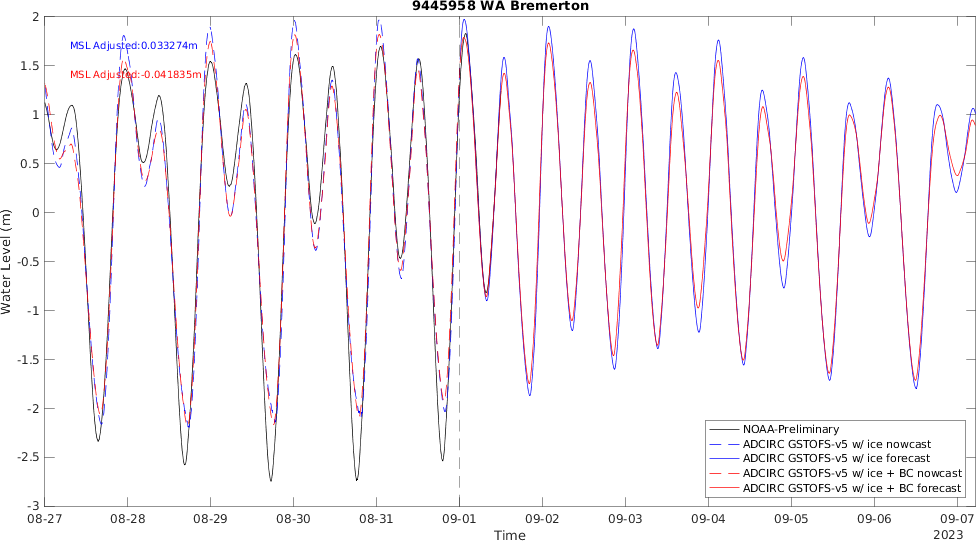 9445958 WA Bremerton
MSL Adjusted:0.033274m
MSL Adjusted:-0.041835m
2
1.5
1
0.5
0
-0.5
-1
-1.5
-2
-2.5
-3
Water Level (m)
NOAA-Preliminary
ADCIRC GSTOFS-v5 w/ ice nowcast
ADCIRC GSTOFS-v5 w/ ice forecast
ADCIRC GSTOFS-v5 w/ ice + BC nowcast
ADCIRC GSTOFS-v5 w/ ice + BC forecast
08-27 08-28 08-29 08-30 08-31 09-01 09-02 09-03 09-04 09-05 09-06 09-07
Time
2023